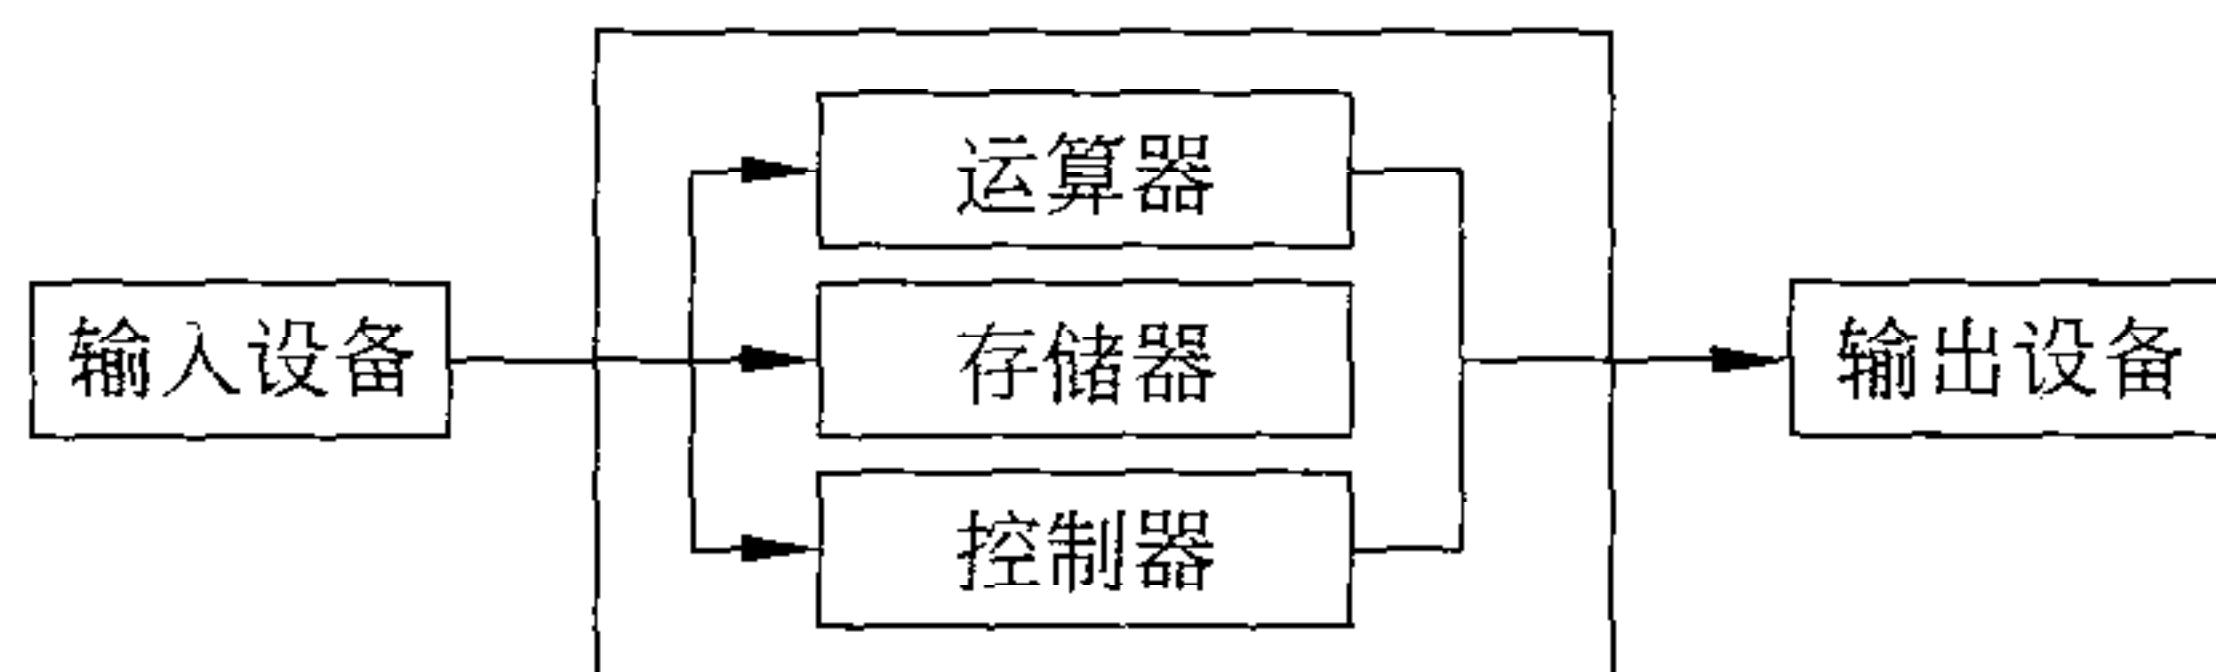 运算器
输入设备
存储器
输出设备
控制器